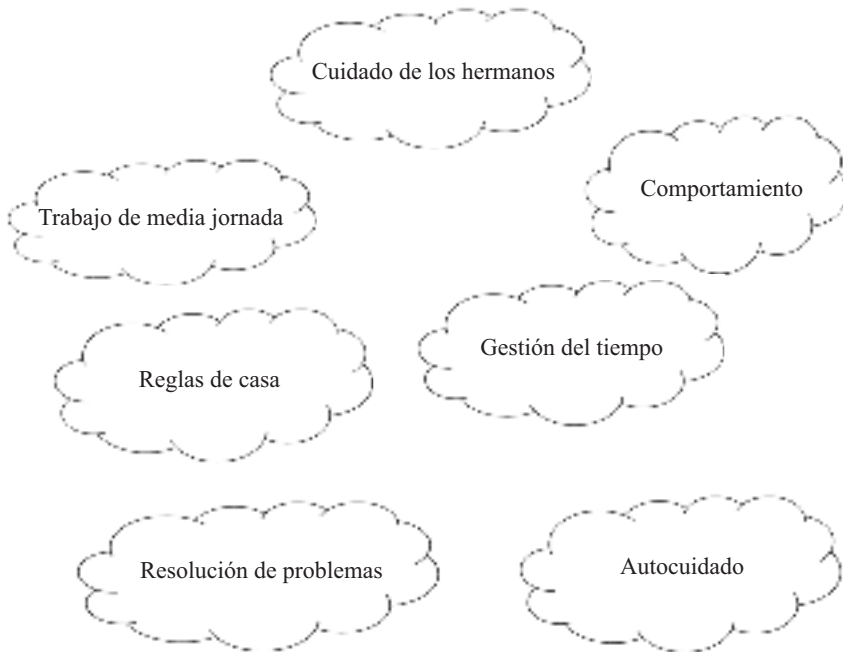 Cuidado de los hermanos
Comportamiento
Trabajo de media jornada
Gestión del tiempo
Reglas de casa
Resolución de problemas
Autocuidado